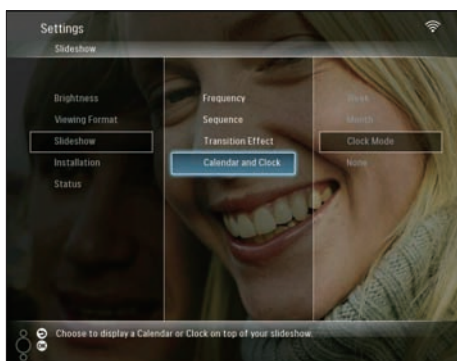 Settings
Slideshow
Brightness
Viewing Format
Slideshow
Installation
Status
Frequency
Sequence
Transition Effect
Calendar and Clock
Week
Month
Clock Mode
None
Choose to display a Calendar or Clock on top of your slideshow.
OK